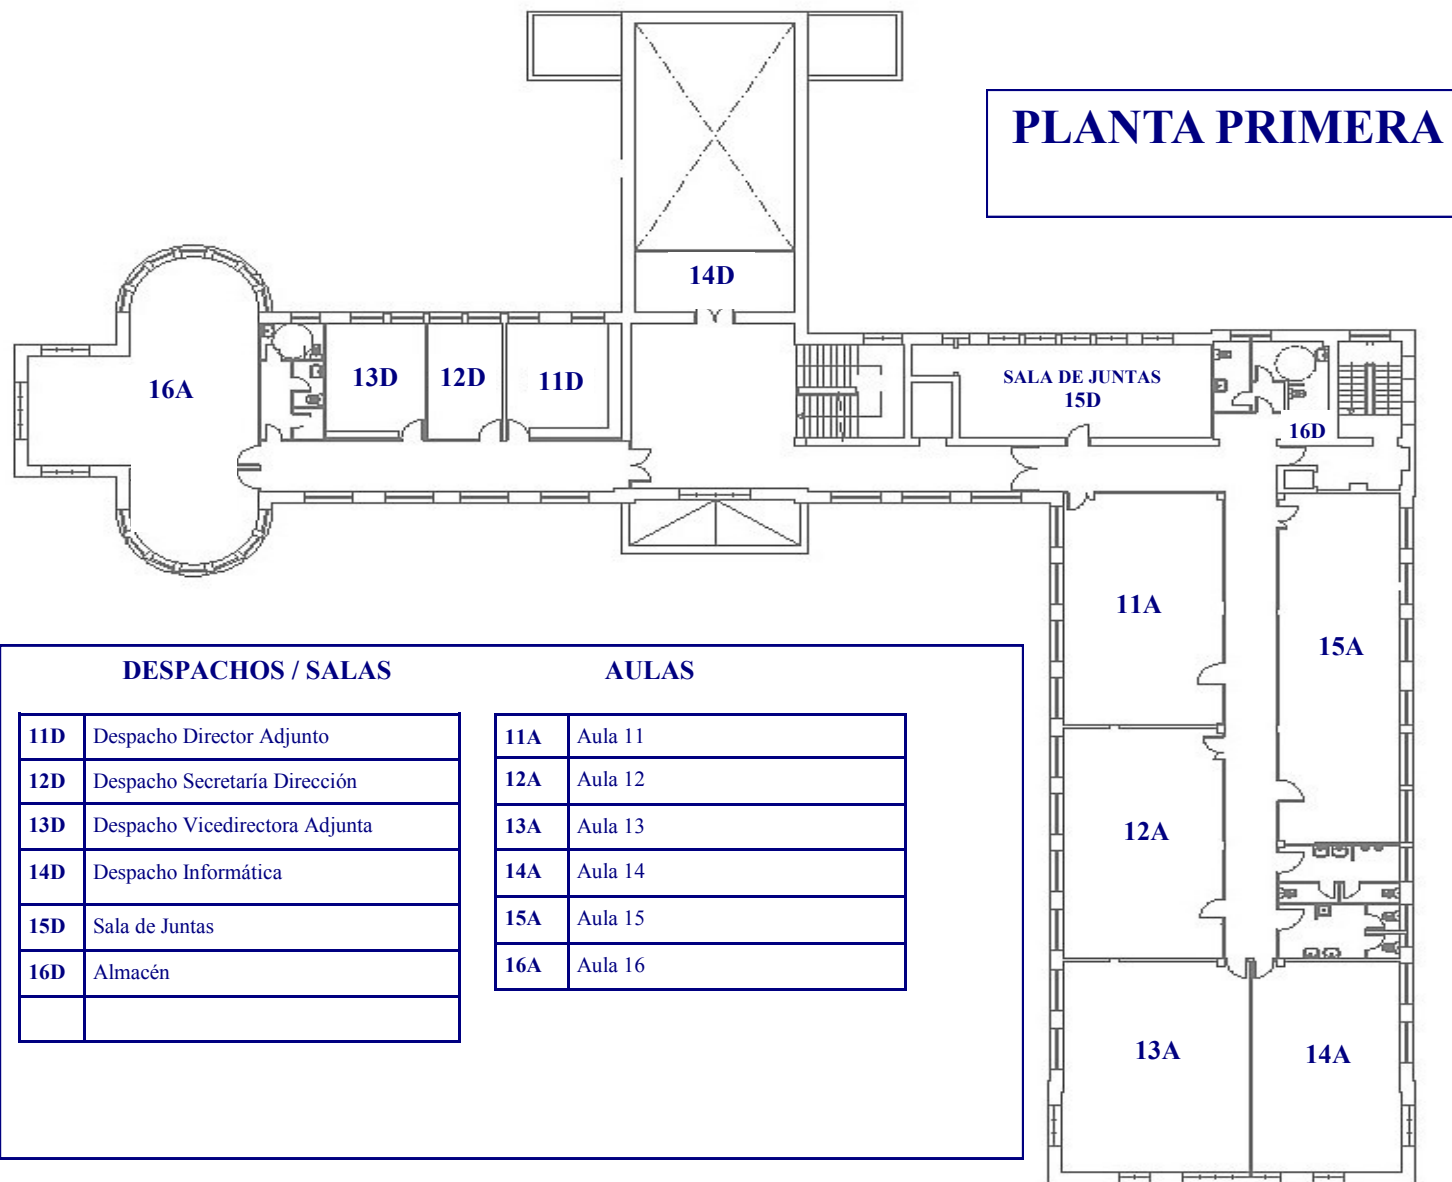 PLANTA PRIMERA
14D
16A
13D
12D
11D
SALA DE JUNTAS
15D
16D
11A
15A
12A
13A
14A
DESPACHOS / SALAS
11D Despacho Director Adjunto
12D Despacho Secretaría Dirección
13D Despacho Vicedirectora Adjunta
14D Despacho Informática
15D Sala de Juntas
16D Almacén
AULAS
11A Aula 11
12A Aula 12
13A Aula 13
14A Aula 14
15A Aula 15
16A Aula 16